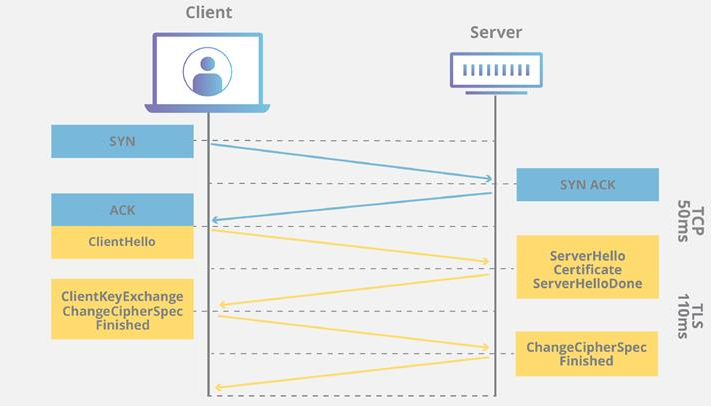 Client
Server
SYN
SYN ACK
ACK
ClientHello
TCP
50ms
ServerHello
Certificate
ServerHelloDone
ClientKeyExchange
ChangeCipherSpec
Finished
TLS
110ms
ChangeCipherSpec
Finished